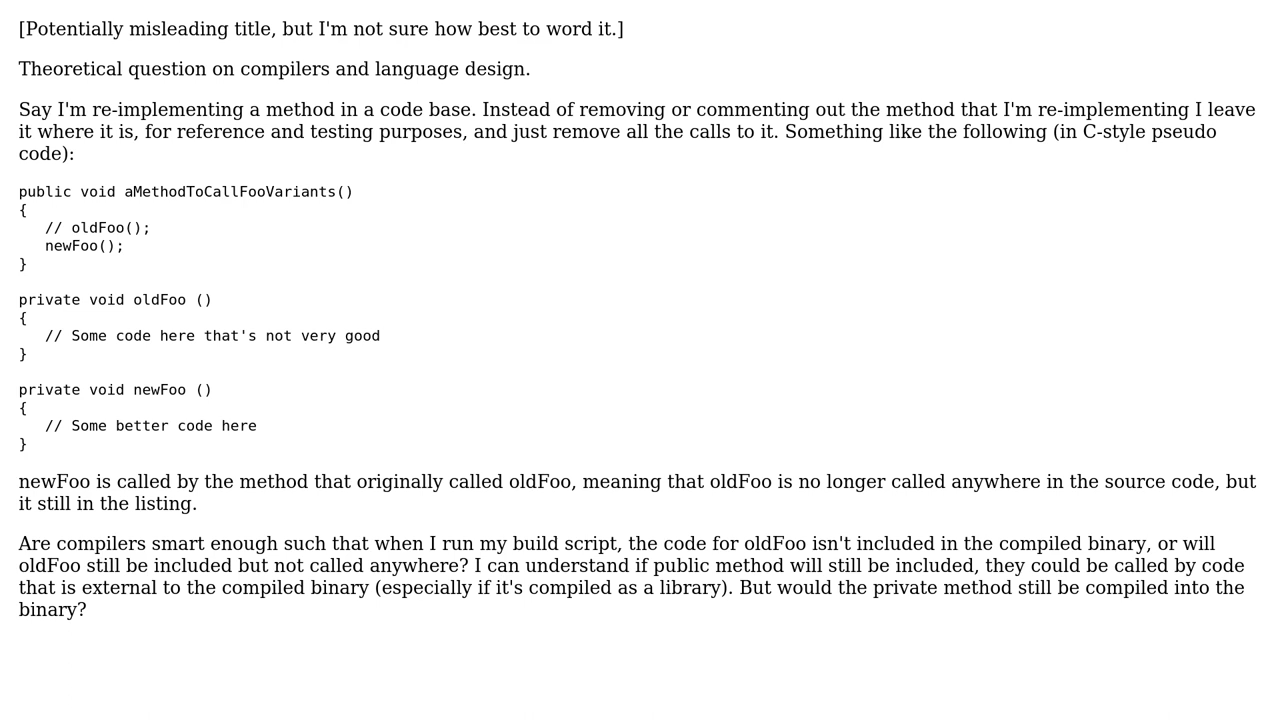 [Potentially misleading title, but I'm not sure how best to word it.]
Theoretical question on compilers and language design.
Say I'm re-implementing a method in a code base. Instead of removing or commenting out the method that I'm re-implementing I leave
it where it is, for reference and testing purposes, and just remove all the calls to it. Something like the following (in C-style pseudo
code):
public void aMethodToCallFooVariants()
{
   // oldFoo();
   newFoo();
}
private void oldFoo ()
{
   // Some code here that's not very good
}
private void newFoo ()
{
   // Some better code here
}
newFoo is called by the method that originally called oldFoo, meaning that oldFoo is no longer called anywhere in the source code, but
it still in the listing.
Are compilers smart enough such that when I run my build script, the code for oldFoo isn't included in the compiled binary, or will
oldFoo still be included but not called anywhere? I can understand if public method will still be included, they could be called by code
that is external to the compiled binary (especially if it's compiled as a library). But would the private method still be compiled into the
binary?